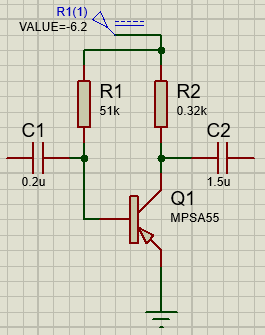 R1(1)
VALUE=-6.2
R1
51k
R2
0.32k
C1
0.2u
C2
1.5u
Q1
MPSA55